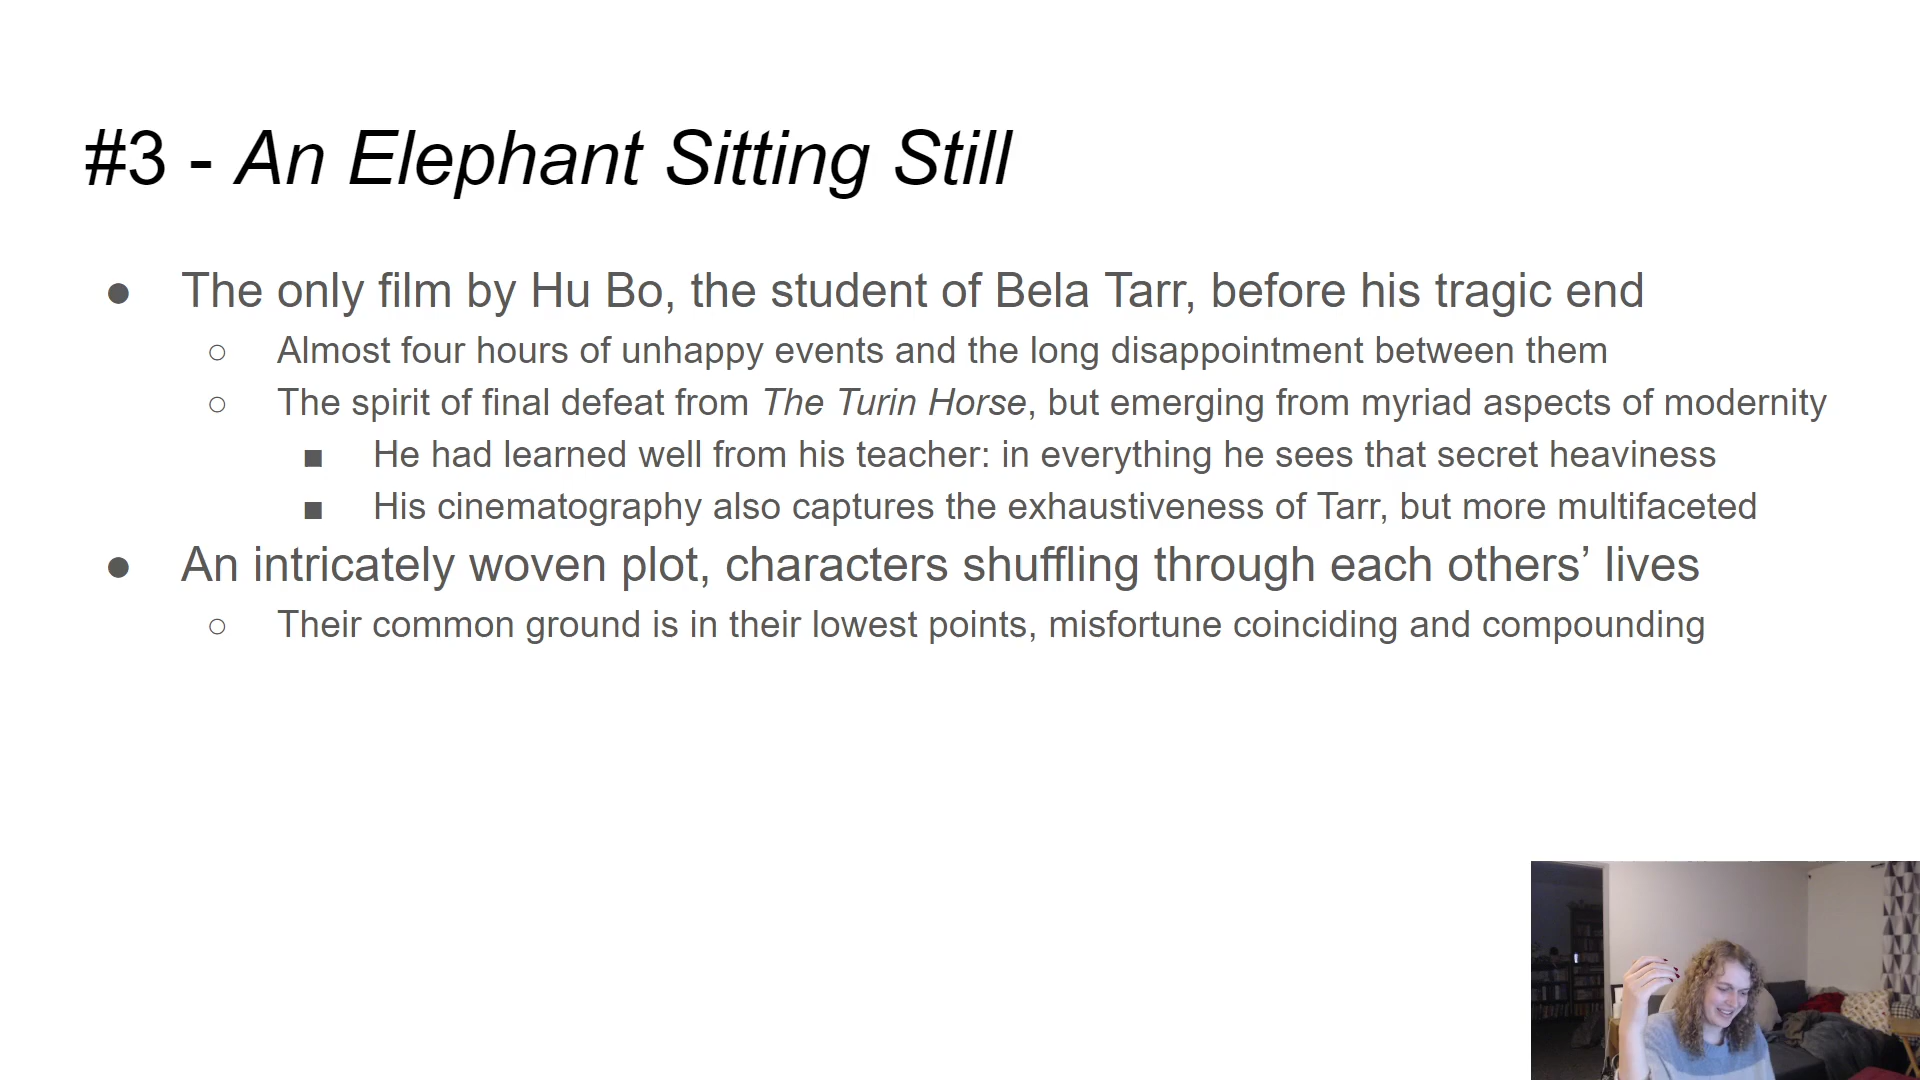 #3 - An Elephant Sitting Still
● The only film by Hu Bo, the student of Bela Tarr, before his tragic end
○ Almost four hours of unhappy events and the long disappointment between them
○ The spirit of final defeat from The Turin Horse, but emerging from myriad aspects of modernity
■ He had learned well from his teacher: in everything he sees that secret heaviness
■ His cinematography also captures the exhaustiveness of Tarr, but more multifaceted
● An intricately woven plot, characters shuffling through each others’ lives
○ Their common ground is in their lowest points, misfortune coinciding and compounding